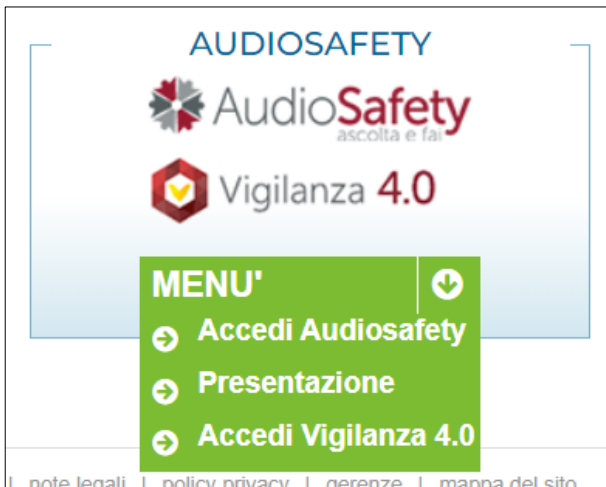 AUDIOSAFETY
AudioSafety
ascolta e fai
Vigilanza 4.0
MENU'
Accedi Audiosafety
Presentazione
Accedi Vigilanza 4.0
| note legali | policy privacy | gerenze | mappa del sito